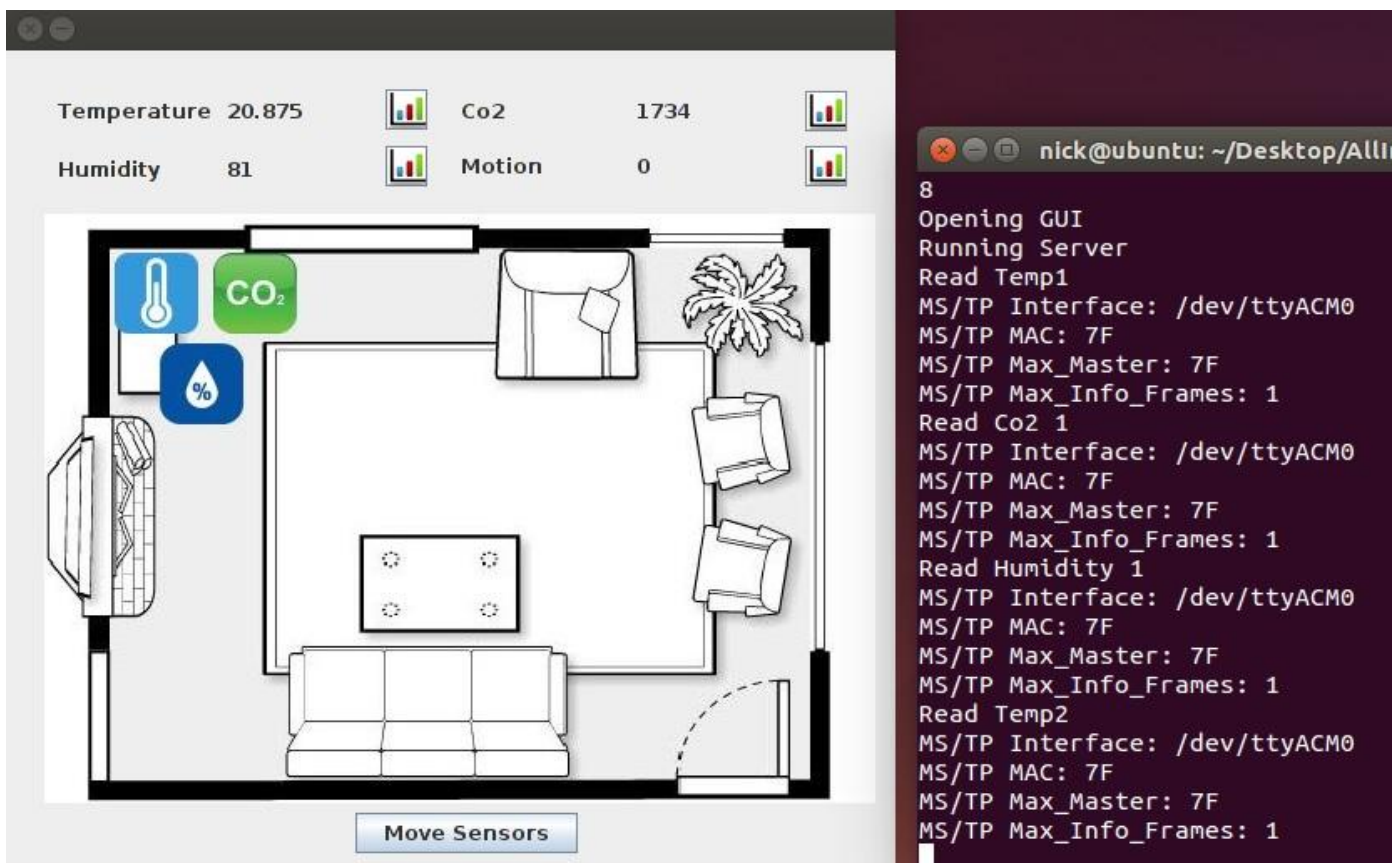 Temperature 20.875 Co2 1734
Humidity 81 Motion 0
CO₂
%
Move Sensors
nick@ubuntu: ~/Desktop/AllI
8
Opening GUI
Running Server
Read Temp1
MS/TP Interface: /dev/ttyACM0
MS/TP MAC: 7F
MS/TP Max_Master: 7F
MS/TP Max_Info_Frames: 1
Read Co2 1
MS/TP Interface: /dev/ttyACM0
MS/TP MAC: 7F
MS/TP Max_Master: 7F
MS/TP Max_Info_Frames: 1
Read Humidity 1
MS/TP Interface: /dev/ttyACM0
MS/TP MAC: 7F
MS/TP Max_Master: 7F
MS/TP Max_Info_Frames: 1
Read Temp2
MS/TP Interface: /dev/ttyACM0
MS/TP MAC: 7F
MS/TP Max_Master: 7F
MS/TP Max_Info_Frames: 1